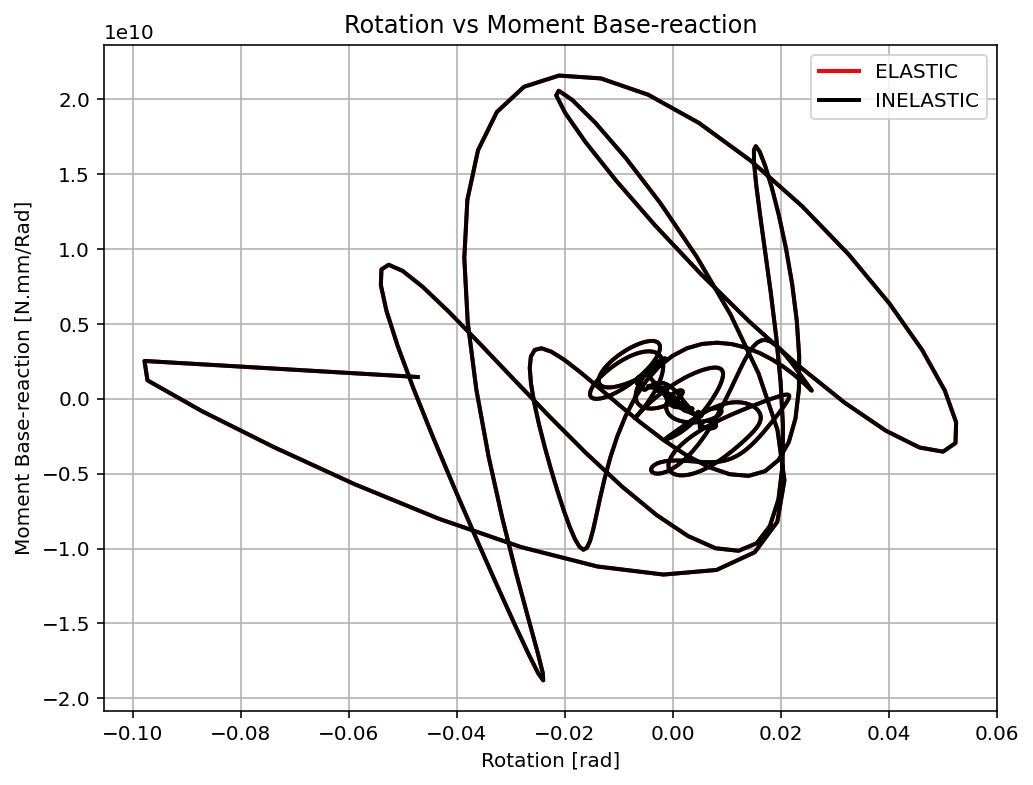 Rotation vs Moment Base-reaction
1e10
ELASTIC
INELASTIC
2.0
1.5
1.0
0.5
0.0
−0.5
−1.0
−1.5
−2.0
Moment Base-reaction [N.mm/Rad]
−0.10 −0.08 −0.06 −0.04 −0.02 0.00 0.02 0.04 0.06
Rotation [rad]